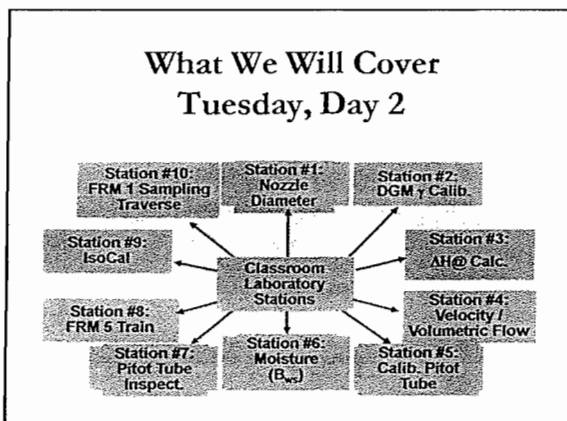 What We Will Cover
Tuesday, Day 2
Station #10:
FRM 1 Sampling
Traverse
Station #1:
Nozzle
Diameter
Station #2:
DGM γ Calib.
Station #9:
IsoCal
Classroom
Laboratory
Stations
Station #3:
ΔH@ Calc.
Station #8:
FRM 5 Train
Station #4:
Velocity /
Volumetric Flow
Station #7:
Pitot Tube
Inspect.
Station #6:
Moisture
(Bws)
Station #5:
Calib. Pitot
Tube